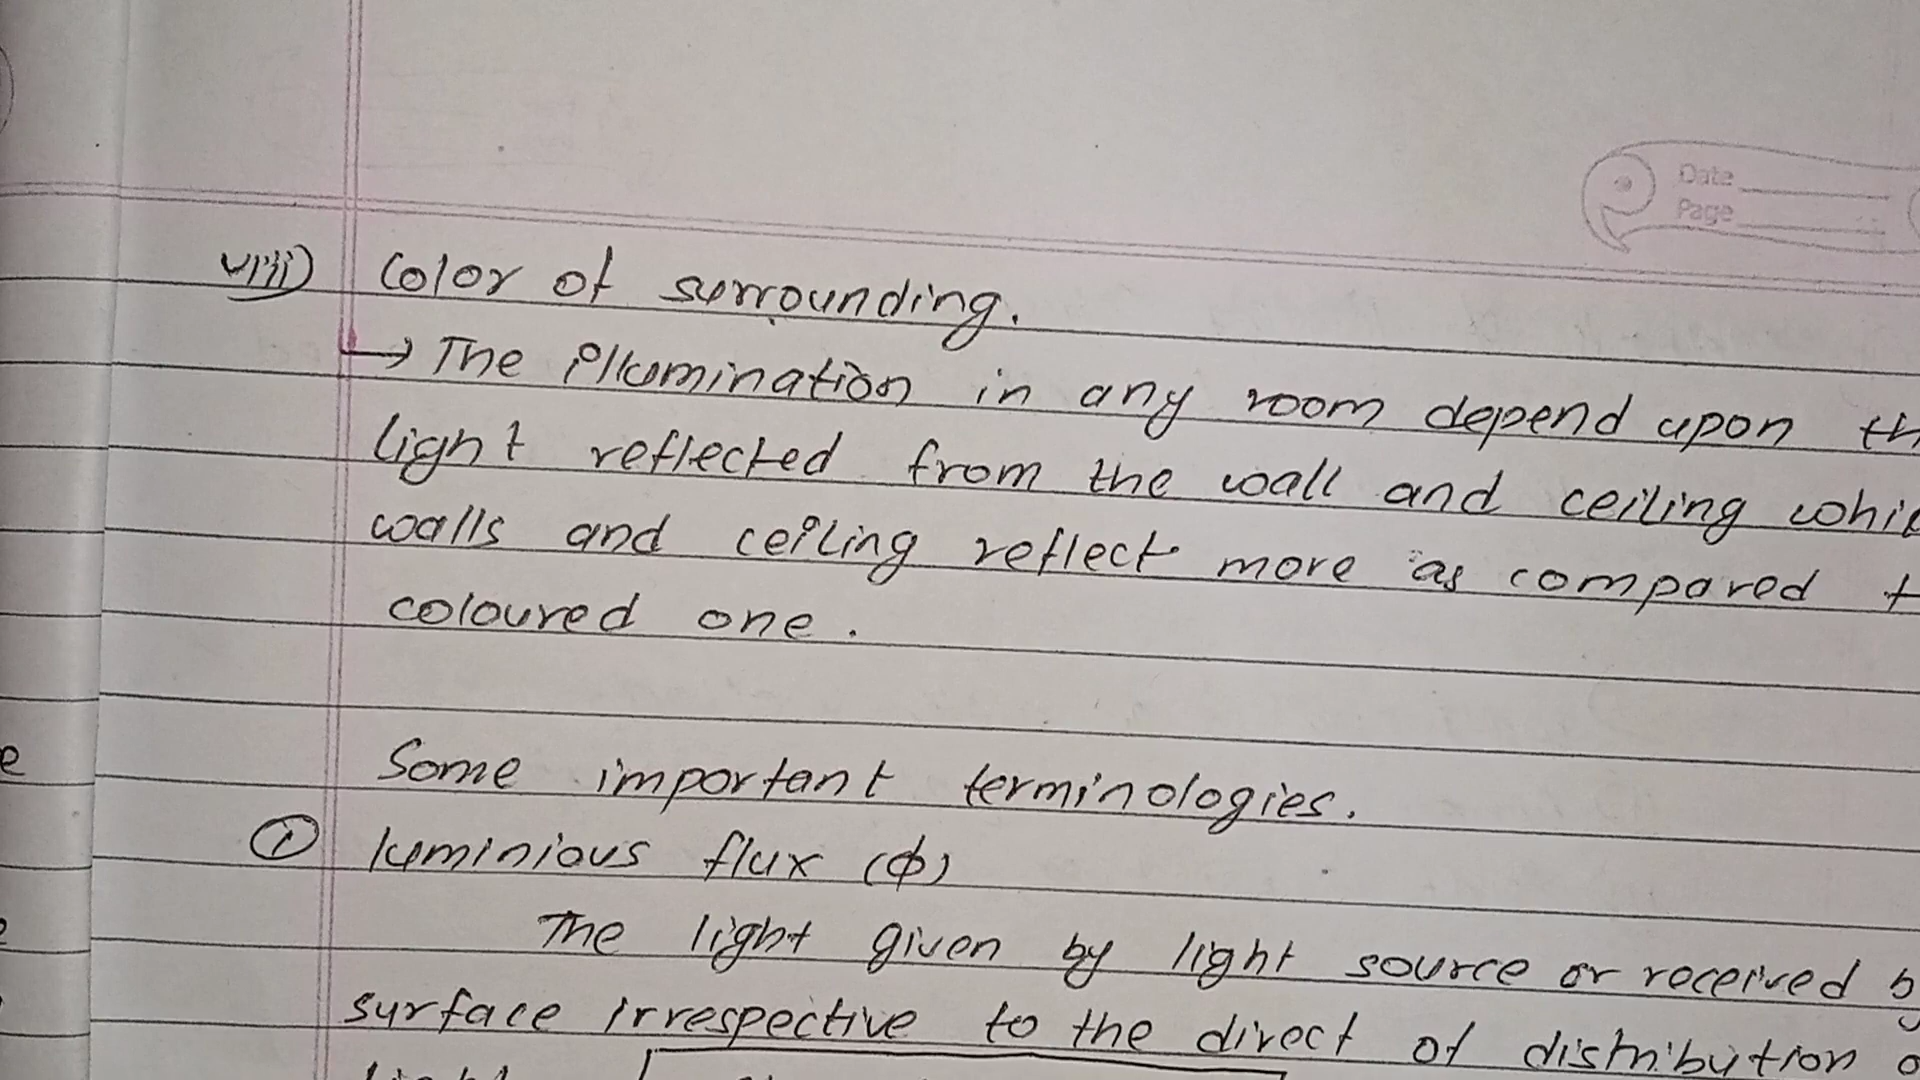 Date
Page
viii) Color of surrounding.
→ The illumination in any room depend upon th
light reflected from the wall and ceiling whi
walls and ceiling reflect more as compared t
coloured one.
e
Some important terminologies.
① luminious flux (Φ)
The light given by light source or received b
surface irrespective to the direct of distribution o